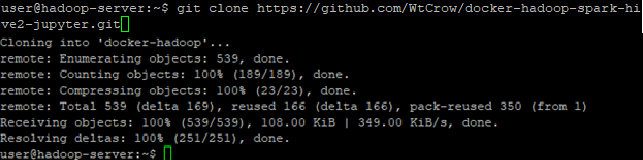 user@hadoop-server:~$ git clone https://github.com/WtCrow/docker-hadoop-spark-hi
ve2-jupyter.git
Cloning into 'docker-hadoop'...
remote: Enumerating objects: 539, done.
remote: Counting objects: 100% (189/189), done.
remote: Compressing objects: 100% (23/23), done.
remote: Total 539 (delta 169), reused 166 (delta 166), pack-reused 350 (from 1)
Receiving objects: 100% (539/539), 108.00 KiB | 349.00 KiB/s, done.
Resolving deltas: 100% (251/251), done.
user@hadoop-server:~$